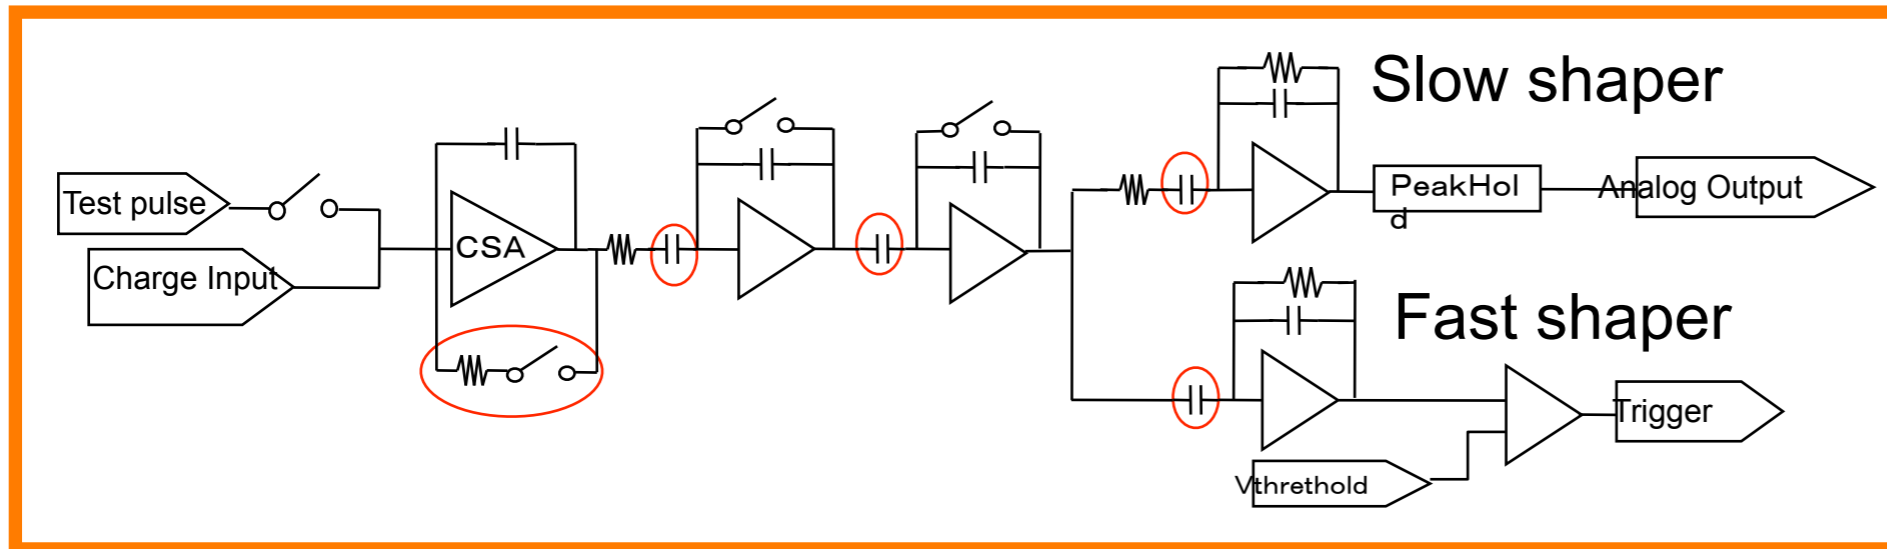 Slow shaper
Test pulse
CSA
PeakHol
d
Analog Output
Charge Input
Fast shaper
Trigger
Vthrethold